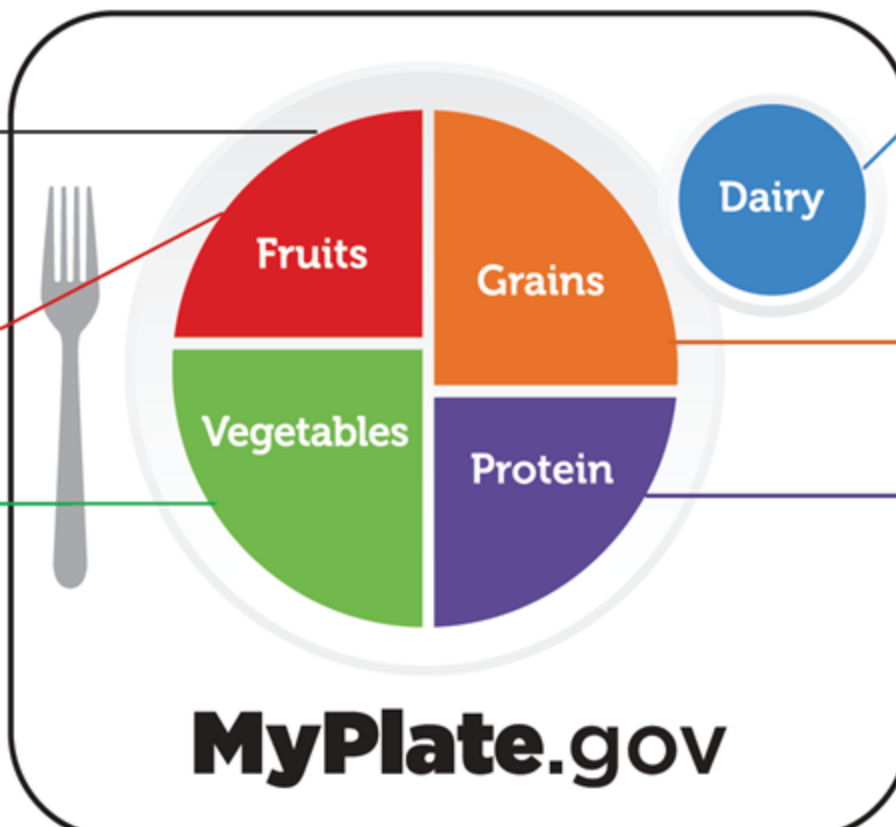 Fruits
Grains
Dairy
Vegetables
Protein
MyPlate.gov